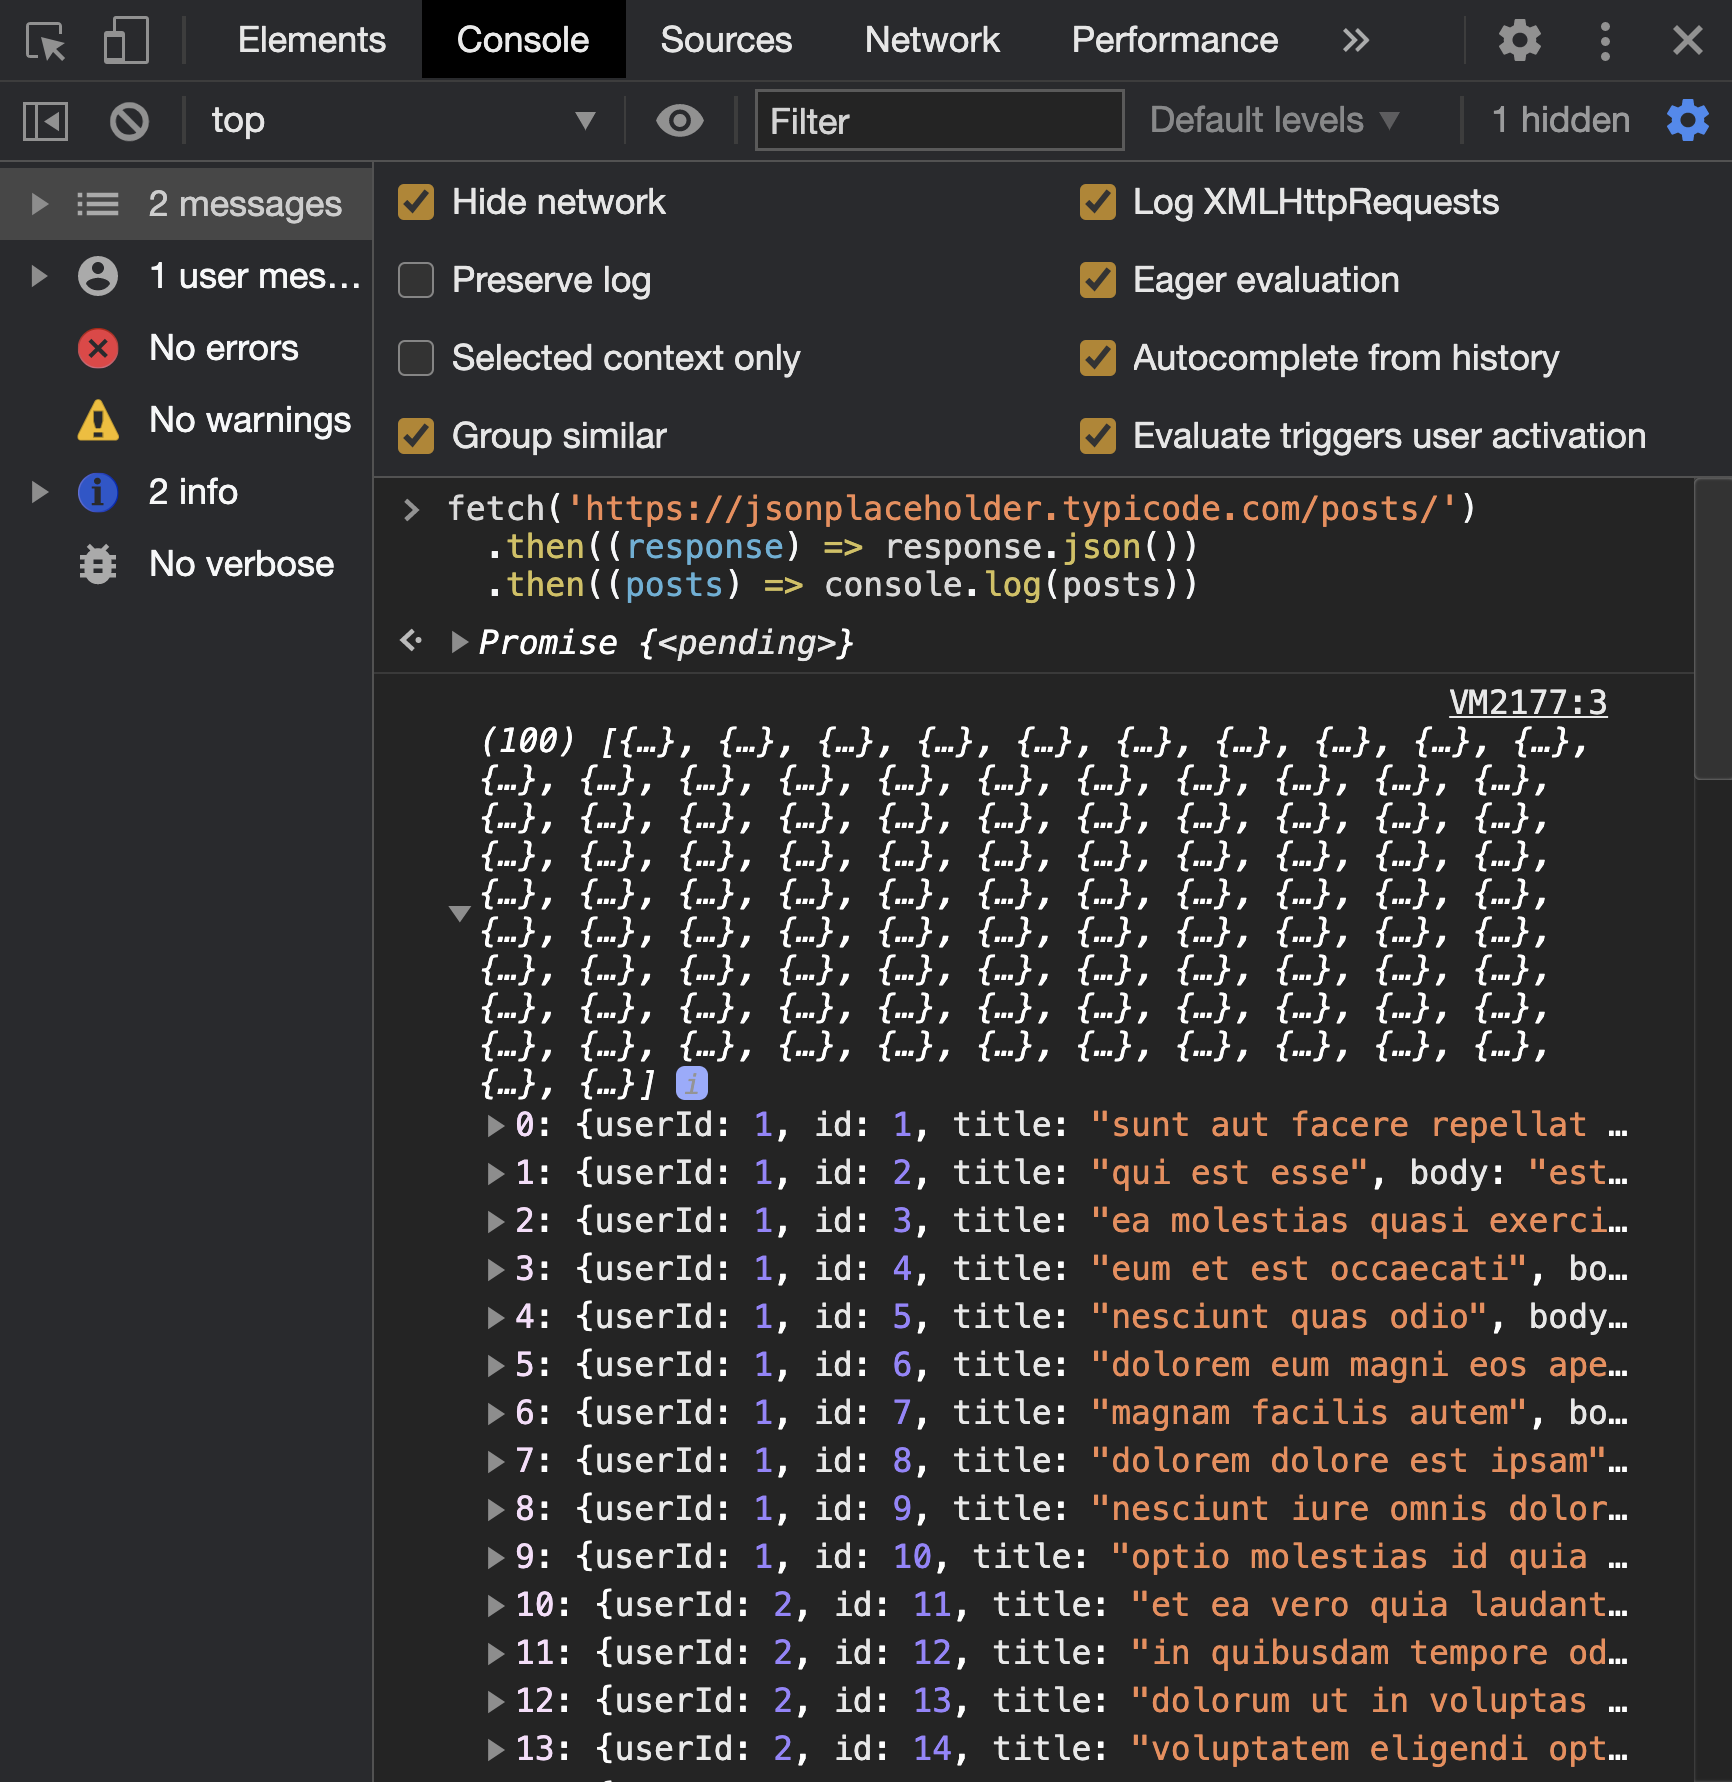 Elements Console Sources Network Performance »
top Filter Default levels 1 hidden
2 messages
1 user mes…
No errors
No warnings
2 info
No verbose
Hide network Log XMLHttpRequests
Preserve log Eager evaluation
Selected context only Autocomplete from history
Group similar Evaluate triggers user activation
> fetch('https://jsonplaceholder.typicode.com/posts/')
.then((response) => response.json())
.then((posts) => console.log(posts))
Promise {<pending>}
VM2177:3
(100) [{…}, {…}, {…}, {…}, {…}, {…}, {…}, {…}, {…}, {…},
{…}, {…}, {…}, {…}, {…}, {…}, {…}, {…}, {…}, {…}, {…},
{…}, {…}, {…}, {…}, {…}, {…}, {…}, {…}, {…}, {…}, {…},
{…}, {…}, {…}, {…}, {…}, {…}, {…}, {…}, {…}, {…}, {…},
{…}, {…}, {…}, {…}, {…}, {…}, {…}, {…}, {…}, {…}, {…},
{…}, {…}, {…}, {…}, {…}, {…}, {…}, {…}, {…}, {…}, {…},
{…}, {…}, {…}, {…}, {…}, {…}, {…}, {…}, {…}, {…}, {…},
{…}, {…}, {…}, {…}, {…}, {…}, {…}, {…}, {…}, {…}, {…},
{…}, {…}, {…}, {…}, {…}, {…}, {…}, {…}, {…}, {…}, {…},
{…}, {…}] i
0: {userId: 1, id: 1, title: "sunt aut facere repellat …
1: {userId: 1, id: 2, title: "qui est esse", body: "est…
2: {userId: 1, id: 3, title: "ea molestias quasi exerci…
3: {userId: 1, id: 4, title: "eum et est occaecati", bo…
4: {userId: 1, id: 5, title: "nesciunt quas odio", body…
5: {userId: 1, id: 6, title: "dolorem eum magni eos ape…
6: {userId: 1, id: 7, title: "magnam facilis autem", bo…
7: {userId: 1, id: 8, title: "dolorem dolore est ipsam"…
8: {userId: 1, id: 9, title: "nesciunt iure omnis dolor…
9: {userId: 1, id: 10, title: "optio molestias id quia …
10: {userId: 2, id: 11, title: "et ea vero quia laudant…
11: {userId: 2, id: 12, title: "in quibusdam tempore od…
12: {userId: 2, id: 13, title: "dolorum ut in voluptas …
13: {userId: 2, id: 14, title: "voluptatem eligendi opt…